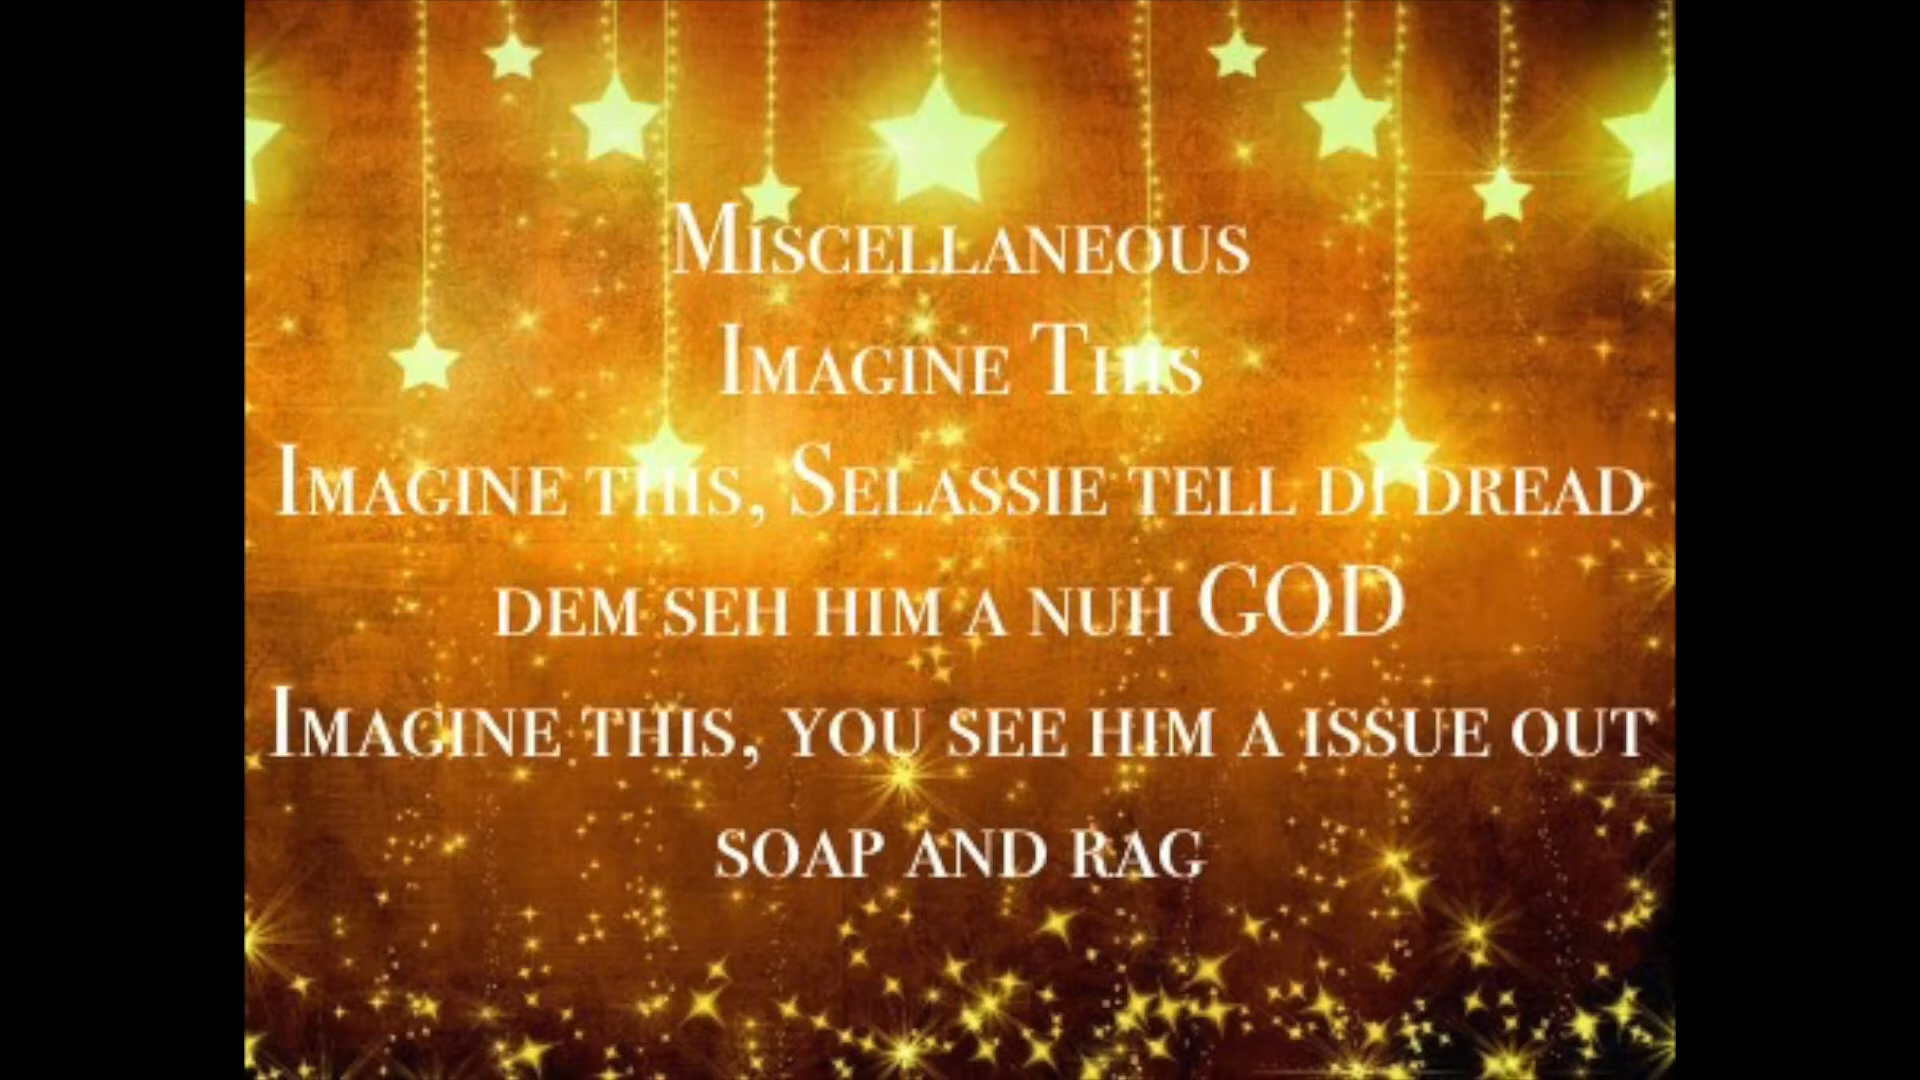 Miscellaneous
Imagine This
Imagine this, Selassie tell di dread
dem seh him a nuh GOD
Imagine this, you see him a issue out
soap and rag